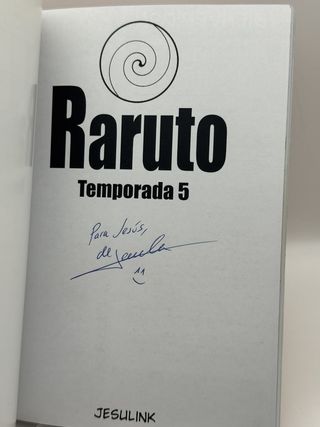 Raruto
Temporada 5
Para Jesús,
de
JESULINK